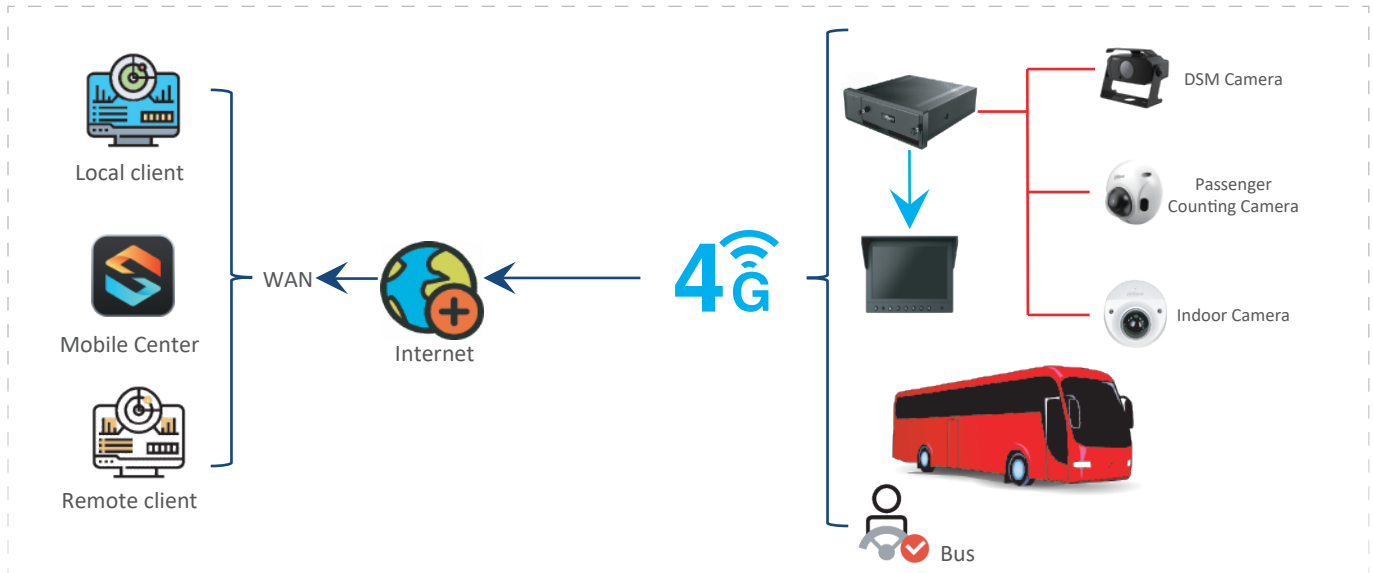 Local client
Mobile Center
Remote client
WAN
Internet
4G
DSM Camera
Passenger
Counting Camera
Indoor Camera
Bus